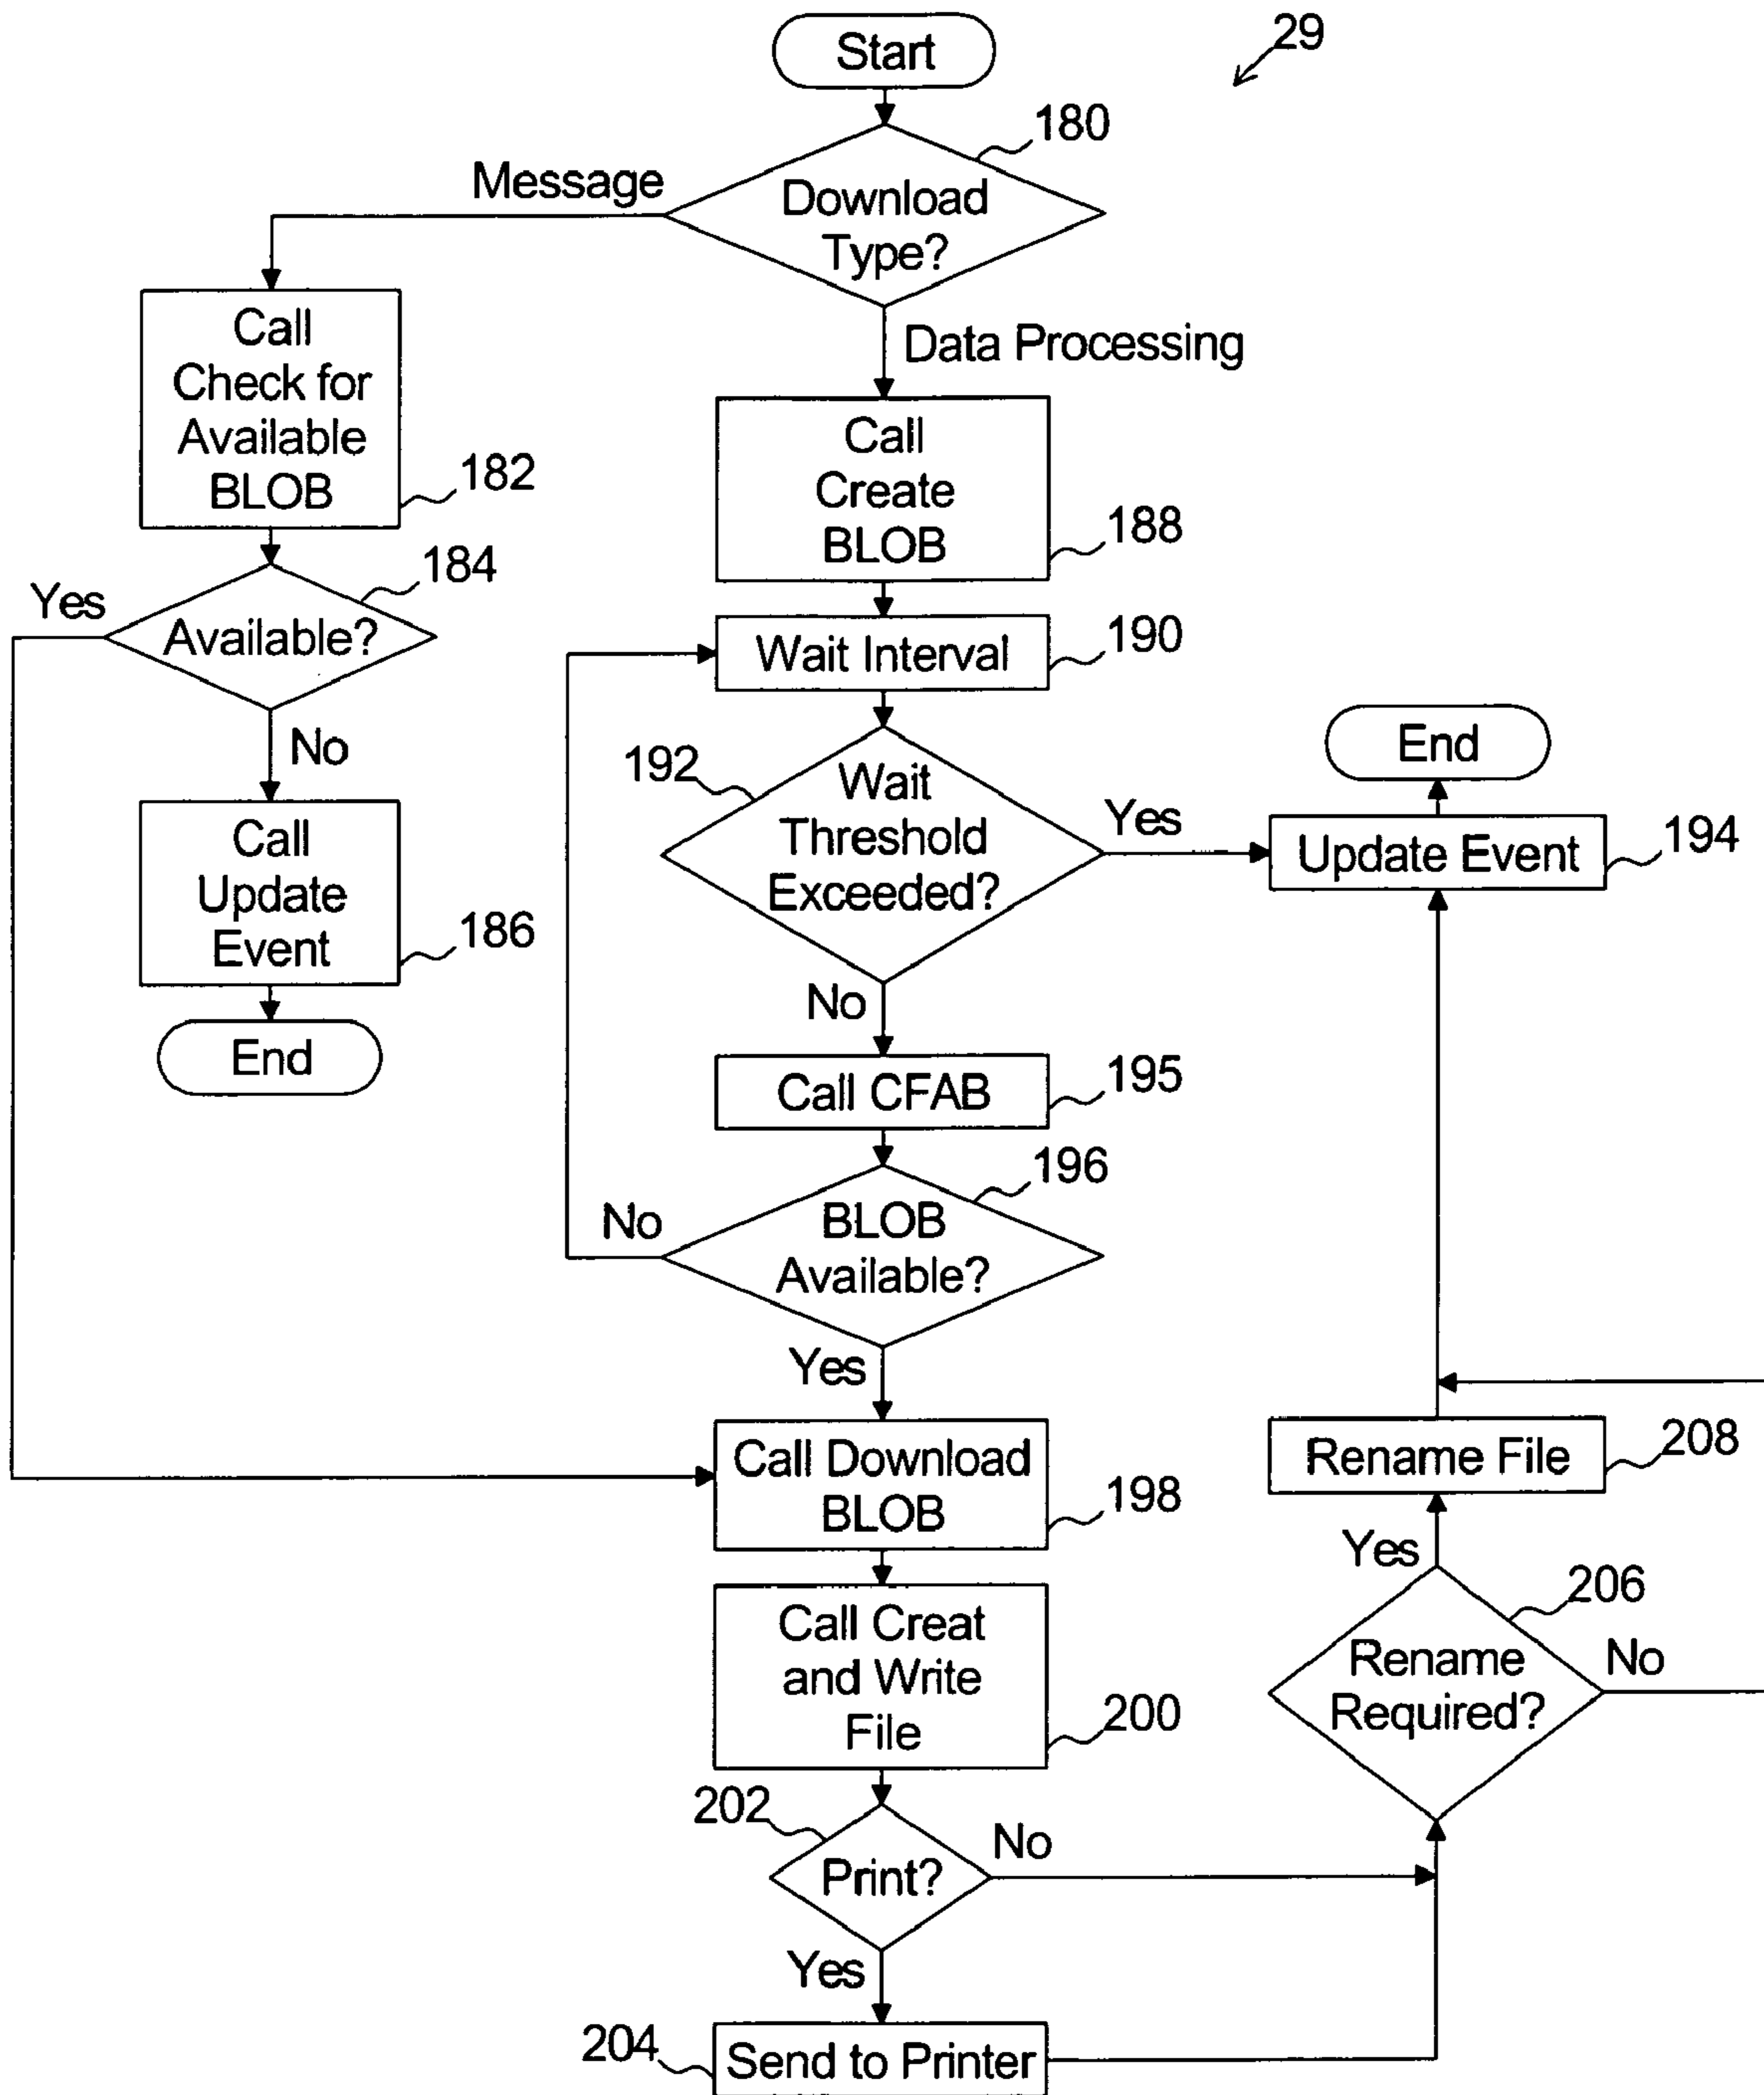 Start
29
180
Download
Type?
Message
Data Processing
Call
Check for
Available
BLOB
182
Call
Create
BLOB
188
184
Yes
Available?
No
Wait Interval
190
192
Wait
Threshold
Exceeded?
Yes
No
End
Update Event
194
Call
Update
Event
186
End
Call CFAB
195
196
BLOB
Available?
No
Yes
Call Download
BLOB
198
Rename File
208
Yes
206
Rename
Required?
No
Call Creat
and Write
File
200
202
Print?
No
Yes
204
Send to Printer